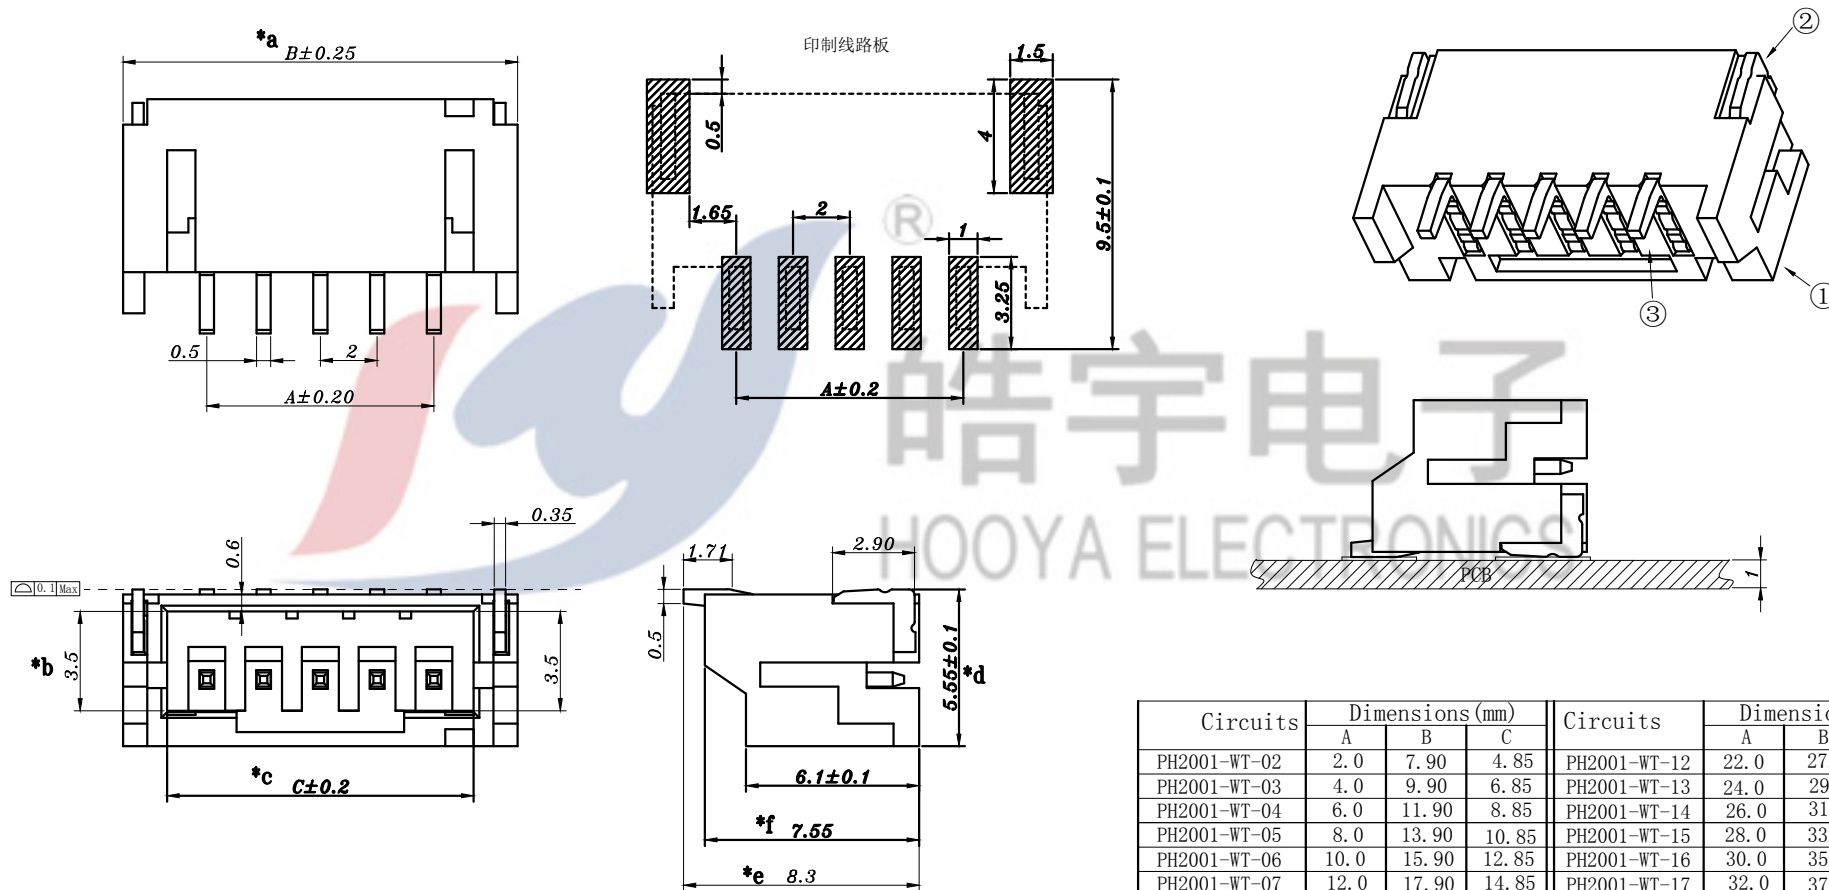 *a
B±0.25
0.5
2
A±0.20
印制线路板
1.5
0.5
4
1.65
2
1
9.5±0.1
3.25
A±0.2
②
①
③
®
皓宇电子
HOOYA ELECTRONICS
PCB
1
0.35
0.6
0.1 Max
*b
3.5
3.5
*c
C±0.2
1.71
2.90
0.5
5.55±0.1
*d
6.1±0.1
*f 7.55
*e 8.3
Circuits Dimensions(mm) Circuits
A B C A B
PH2001-WT-02 2.0 7.90 4.85 PH2001-WT-12 22.0
PH2001-WT-03 4.0 9.90 6.85 PH2001-WT-13 24.0
PH2001-WT-04 6.0 11.90 8.85 PH2001-WT-14 26.0
PH2001-WT-05 8.0 13.90 10.85 PH2001-WT-15 28.0
PH2001-WT-06 10.0 15.90 12.85 PH2001-WT-16 30.0
PH2001-WT-07 12.0 17.90 14.85 PH2001-WT-17 32.0